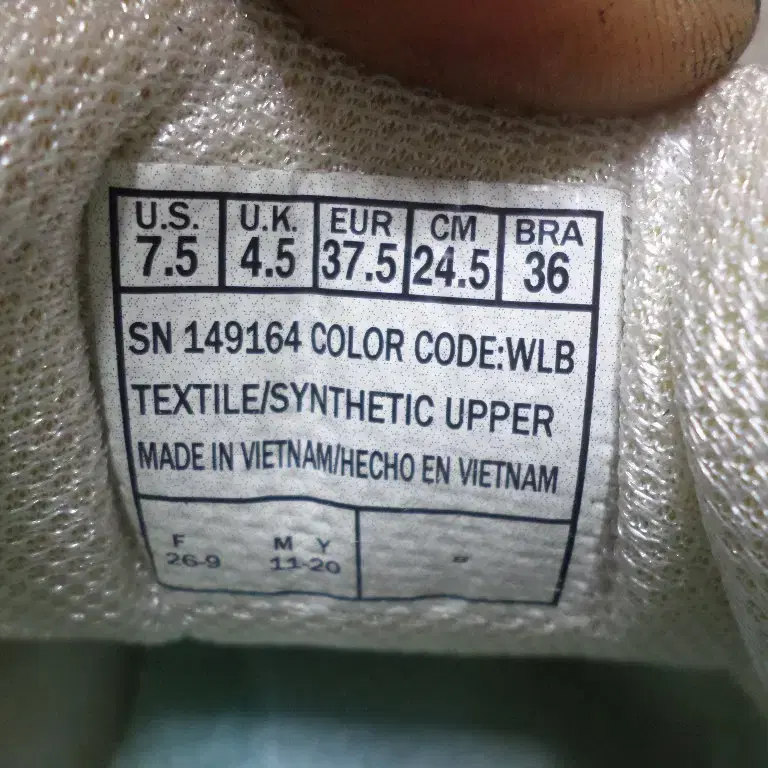 U.S. U.K. EUR CM BRA
7.5 4.5 37.5 24.5 36
SN 149164 COLOR CODE:WLB
TEXTILE/SYNTHETIC UPPER
MADE IN VIETNAM/HECHO EN VIETNAM
F M Y
26-9 11-20